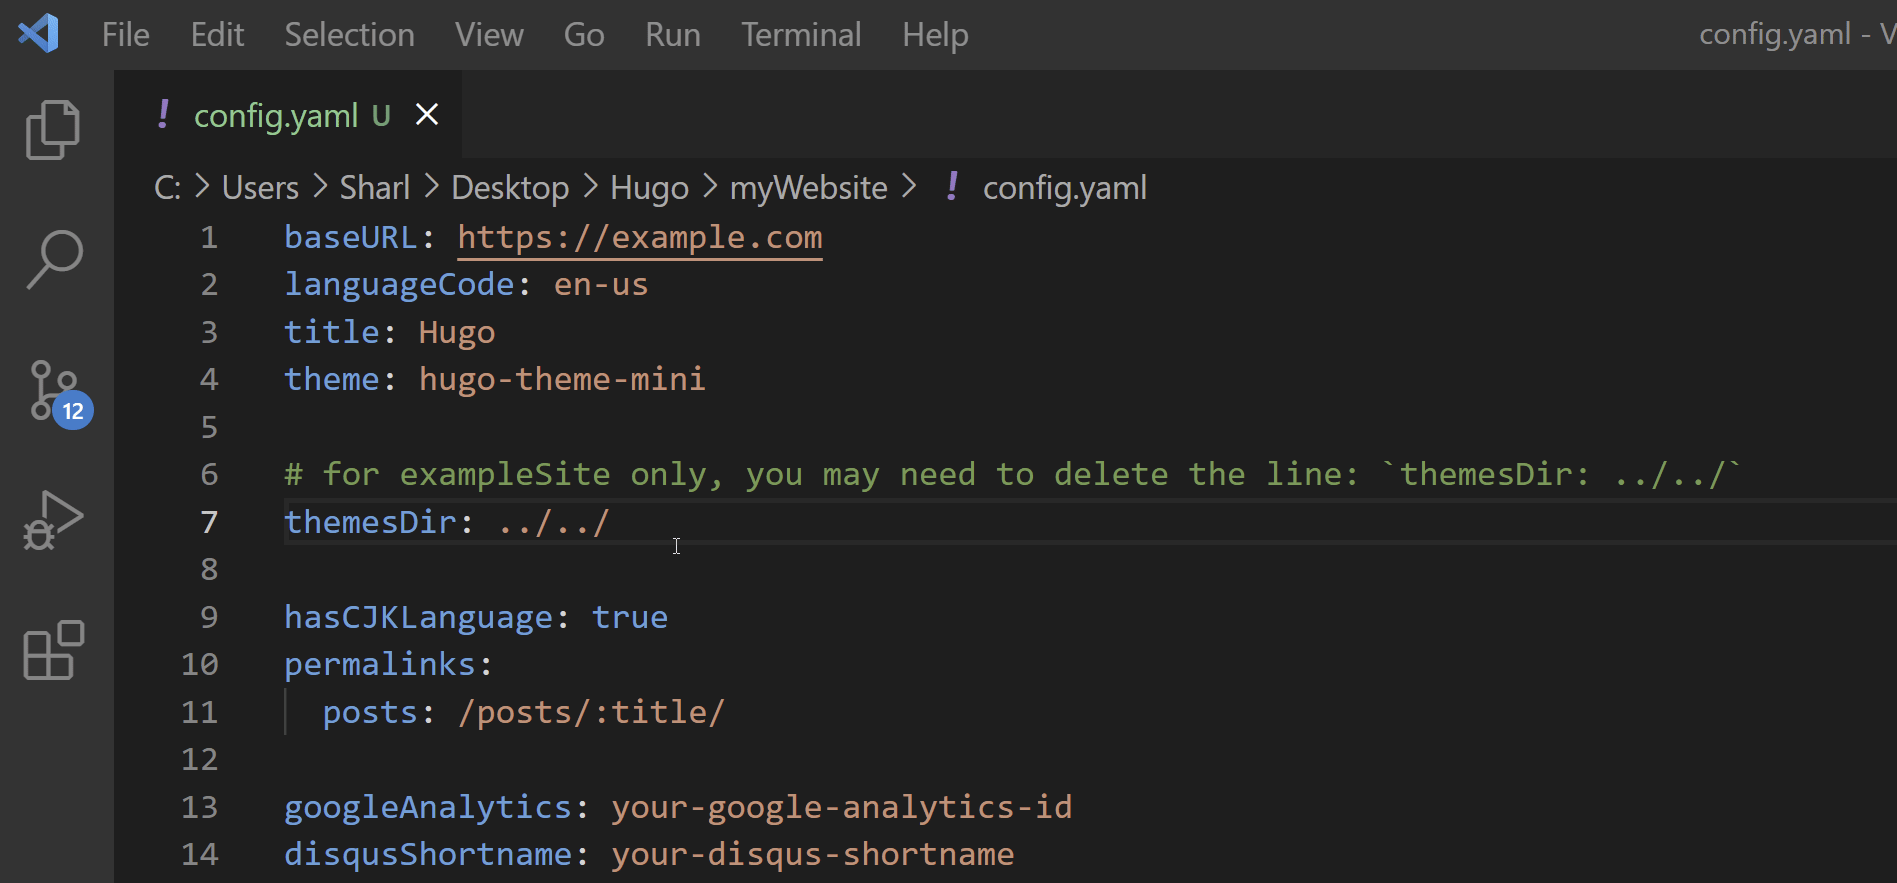 File Edit Selection View Go Run Terminal Help config.yaml - V
! config.yaml U
C: > Users > Sharl > Desktop > Hugo > myWebsite > ! config.yaml
1 baseURL: https://example.com
2 languageCode: en-us
3 title: Hugo
4 theme: hugo-theme-mini
5
6 # for exampleSite only, you may need to delete the line: `themesDir: ../../`
7 themesDir: ../../
8
9 hasCJKLanguage: true
10 permalinks:
11 posts: /posts/:title/
12
13 googleAnalytics: your-google-analytics-id
14 disqusShortname: your-disqus-shortname
12